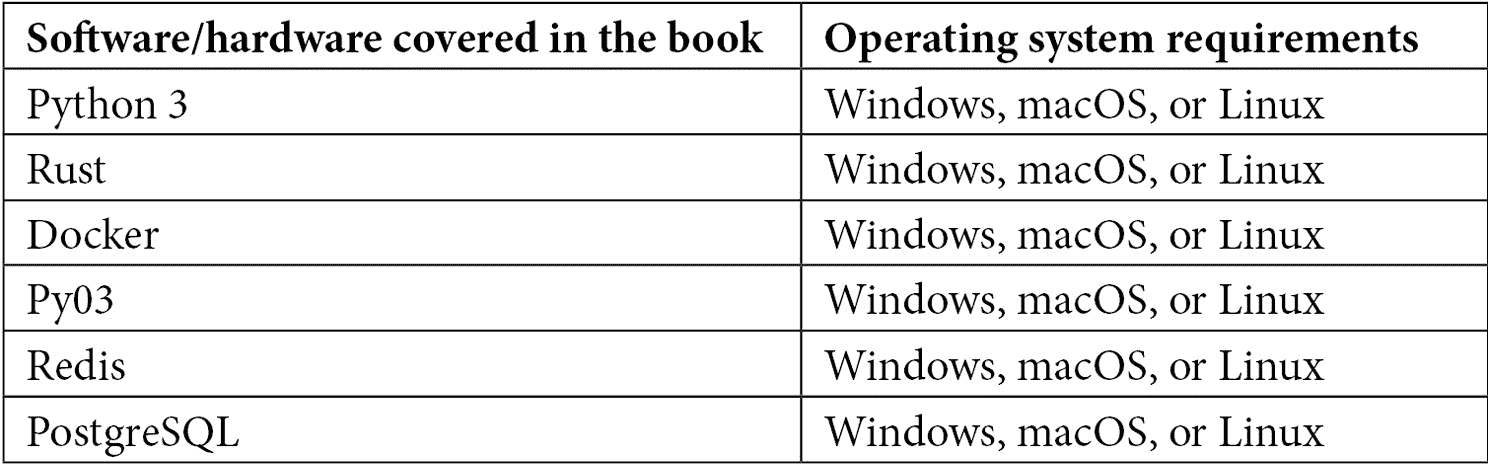 Software/hardware covered in the book Operating system requirements
Python 3 Windows, macOS, or Linux
Rust Windows, macOS, or Linux
Docker Windows, macOS, or Linux
Py03 Windows, macOS, or Linux
Redis Windows, macOS, or Linux
PostgreSQL Windows, macOS, or Linux